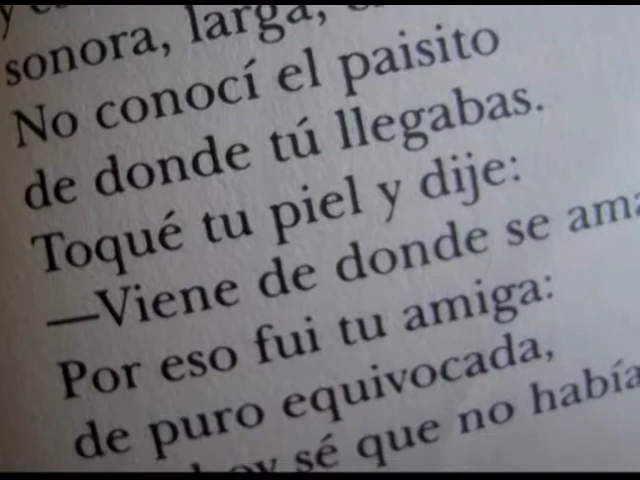 sonora, larga,
No conocí el paisito
de donde tú llegabas.
Toqué tu piel y dije:
—Viene de donde se ama
Por eso fui tu amiga:
de puro equivocada,
sé que no había